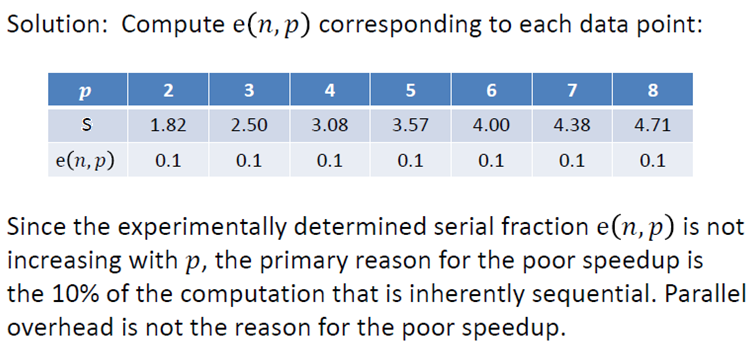 Solution: Compute e(n,p) corresponding to each data point:
p 2 3 4 5 6 7 8
S 1.82 2.50 3.08 3.57 4.00 4.38 4.71
e(n,p) 0.1 0.1 0.1 0.1 0.1 0.1 0.1
Since the experimentally determined serial fraction e(n,p) is not
increasing with p, the primary reason for the poor speedup is
the 10% of the computation that is inherently sequential. Parallel
overhead is not the reason for the poor speedup.